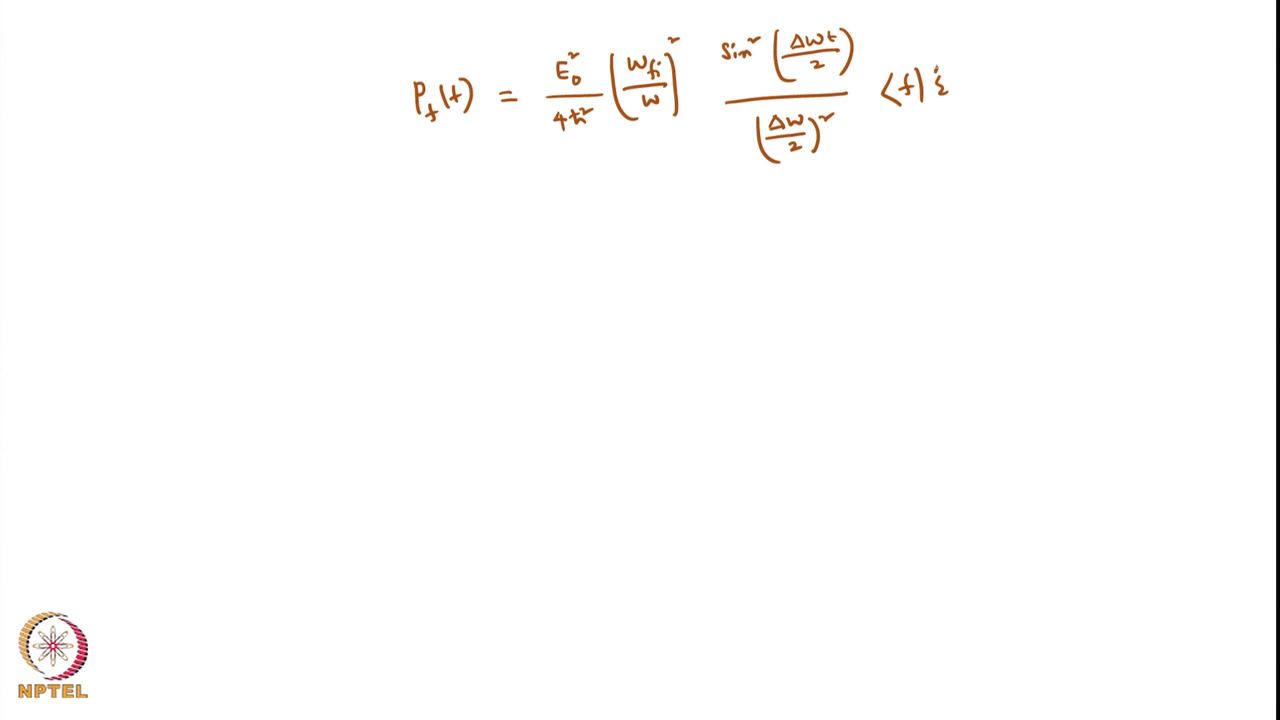 P_f(t) = E_0^2 / 4ħ^2 (ω_fi / ω)^2 sin^2(Δωt / 2) / (Δω / 2)^2 ⟨f|
NPTEL